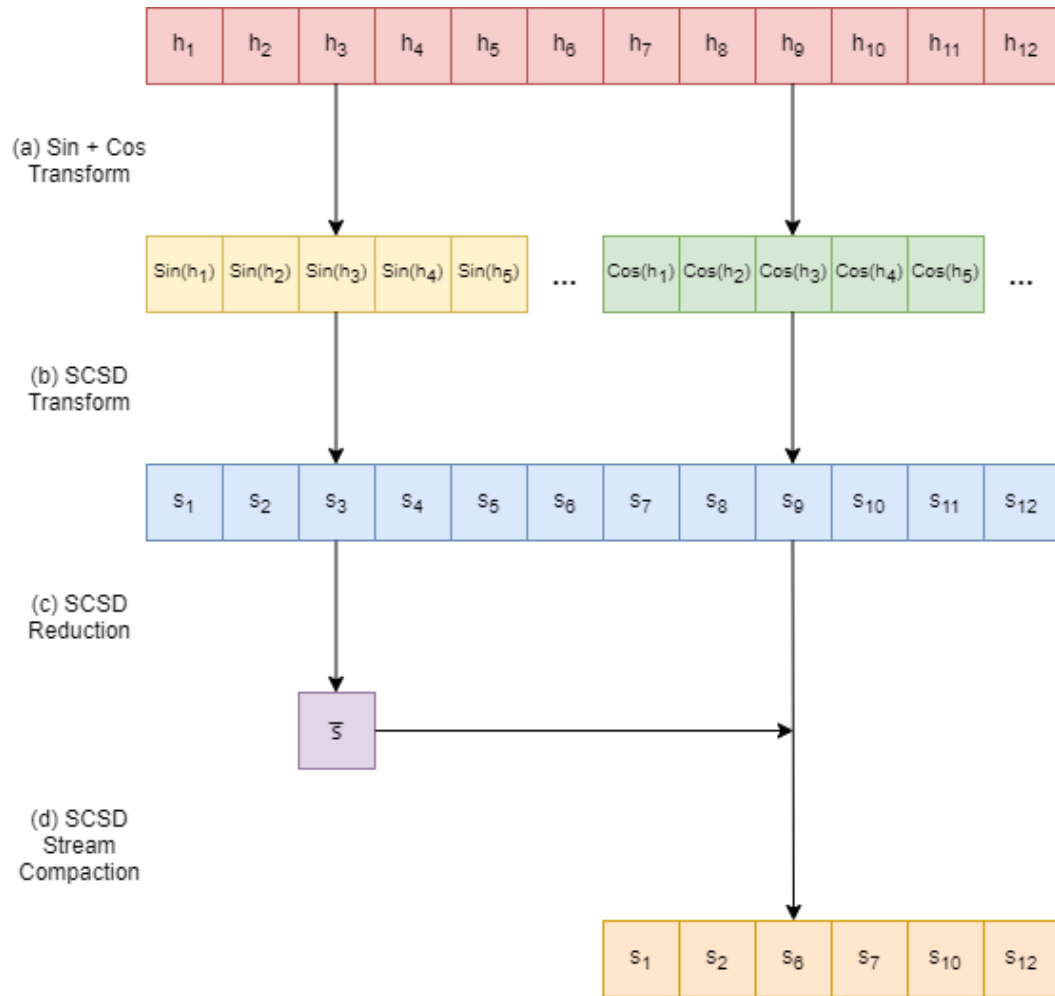 h₁ h₂ h₃ h₄ h₅ h₆ h₇ h₈ h₉ h₁₀ h₁₁ h₁₂
(a) Sin + Cos
Transform
Sin(h₁) Sin(h₂) Sin(h₃) Sin(h₄) Sin(h₅) ... Cos(h₁) Cos(h₂) Cos(h₃) Cos(h₄) Cos(h₅) ...
(b) SCSD
Transform
s₁ s₂ s₃ s₄ s₅ s₆ s₇ s₈ s₉ s₁₀ s₁₁ s₁₂
(c) SCSD
Reduction
s̅
(d) SCSD
Stream
Compaction
s₁ s₂ s₆ s₇ s₁₀ s₁₂